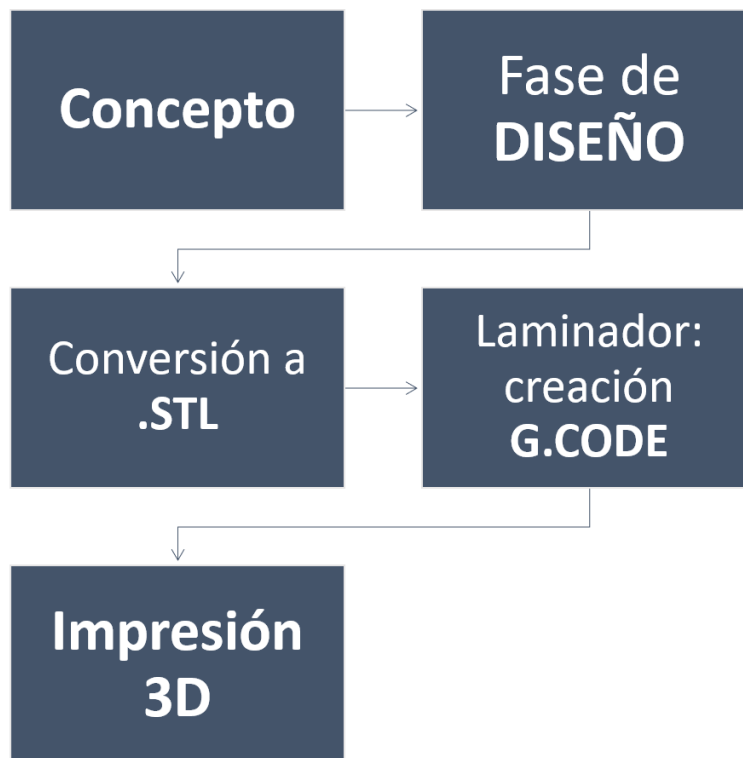 Concepto
Fase de
DISEÑO
Conversión a
.STL
Laminador:
creación
G.CODE
Impresión
3D